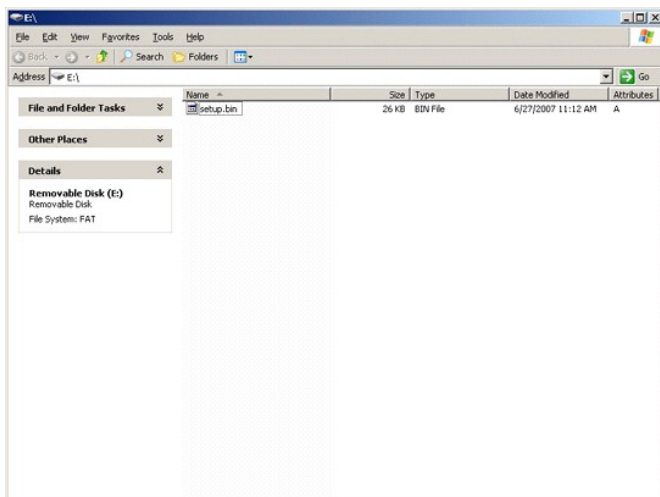 E:\
File Edit View Favorites Tools Help
Back Search Folders
Address E:\ Go
Name Size Type Date Modified Attributes
setup.bin 26 KB BIN File 6/27/2007 11:12 AM A
File and Folder Tasks
Other Places
Details
Removable Disk (E:)
Removable Disk
File System: FAT